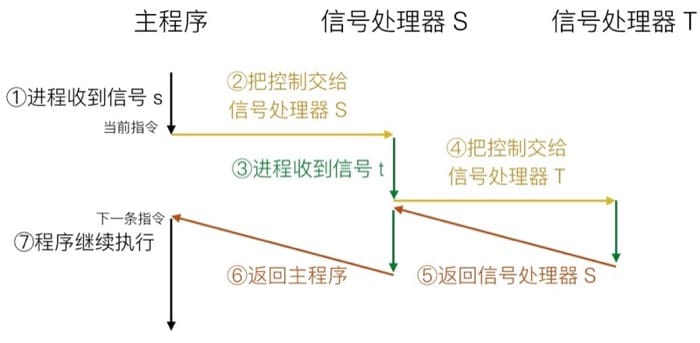 主程序
信号处理器 S
信号处理器 T
①进程收到信号 s
当前指令
②把控制交给
信号处理器 S
③进程收到信号 t
④把控制交给
信号处理器 T
下一条指令
⑦程序继续执行
⑥返回主程序
⑤返回信号处理器 S